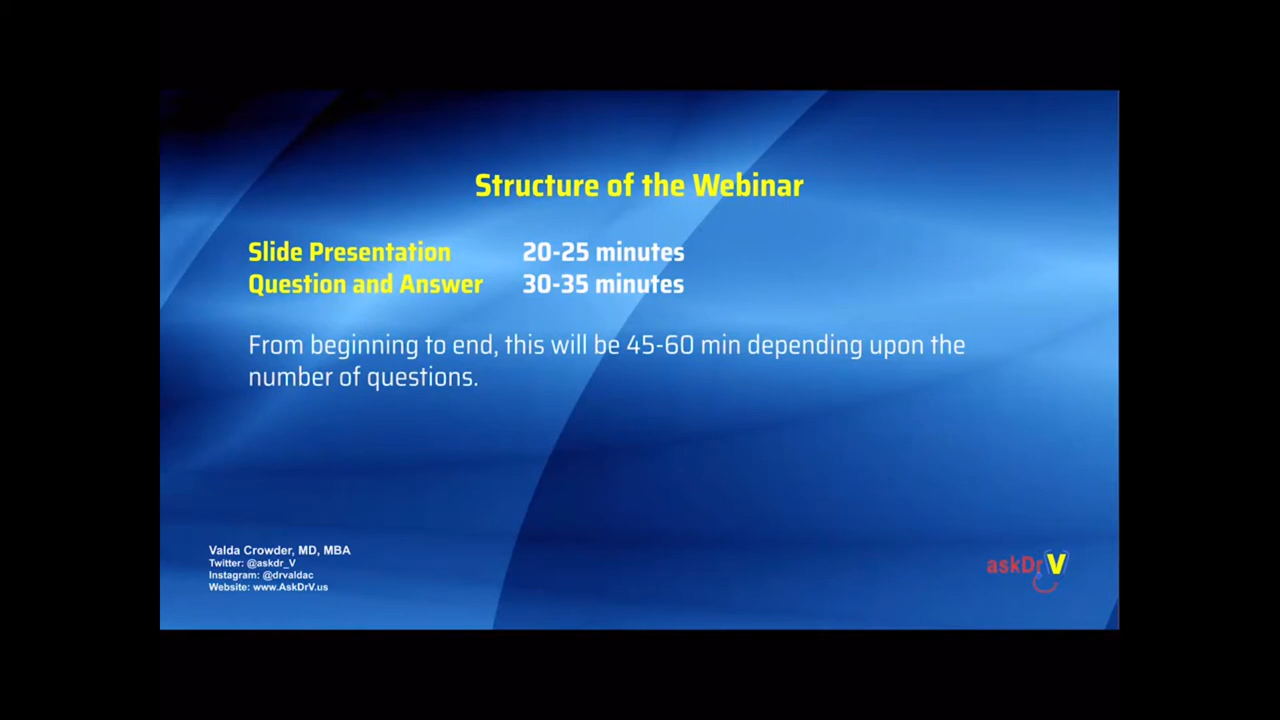 Structure of the Webinar
Slide Presentation 20-25 minutes
Question and Answer 30-35 minutes
From beginning to end, this will be 45-60 min depending upon the
number of questions.
Valda Crowder, MD, MBA
Twitter: @askdr_V
Instagram: @drvaldac
Website: www.AskDrV.us
askDrV